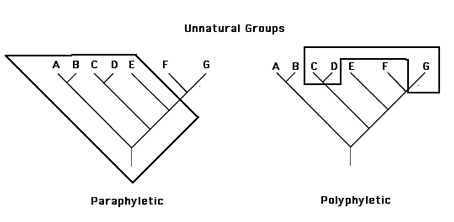 Unnatural Groups
A B C D E F G
A B C D E F G
Paraphyletic
Polyphyletic